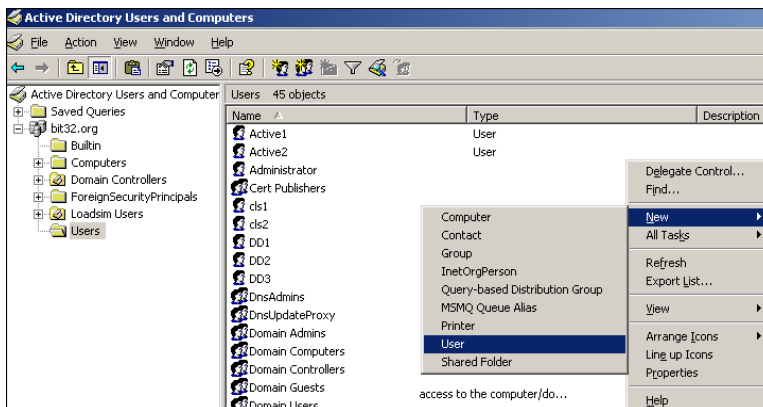 Active Directory Users and Computers
File Action View Window Help
Active Directory Users and Computer
Saved Queries
bit32.org
Builtin
Computers
Domain Controllers
ForeignSecurityPrincipals
Loadsim Users
Users
Users 45 objects
Name Type Description
Active1 User
Active2 User
Administrator
Cert Publishers
cls1
cls2
DD1
DD2
DD3
DnsAdmins
DnsUpdateProxy
Domain Admins
Domain Computers
Domain Controllers
Domain Guests
Domain Users
access to the computer/do...
Computer
Contact
Group
InetOrgPerson
Query-based Distribution Group
MSMQ Queue Alias
Printer
User
Shared Folder
Delegate Control...
Find...
New
All Tasks
Refresh
Export List...
View
Arrange Icons
Line up Icons
Properties
Help